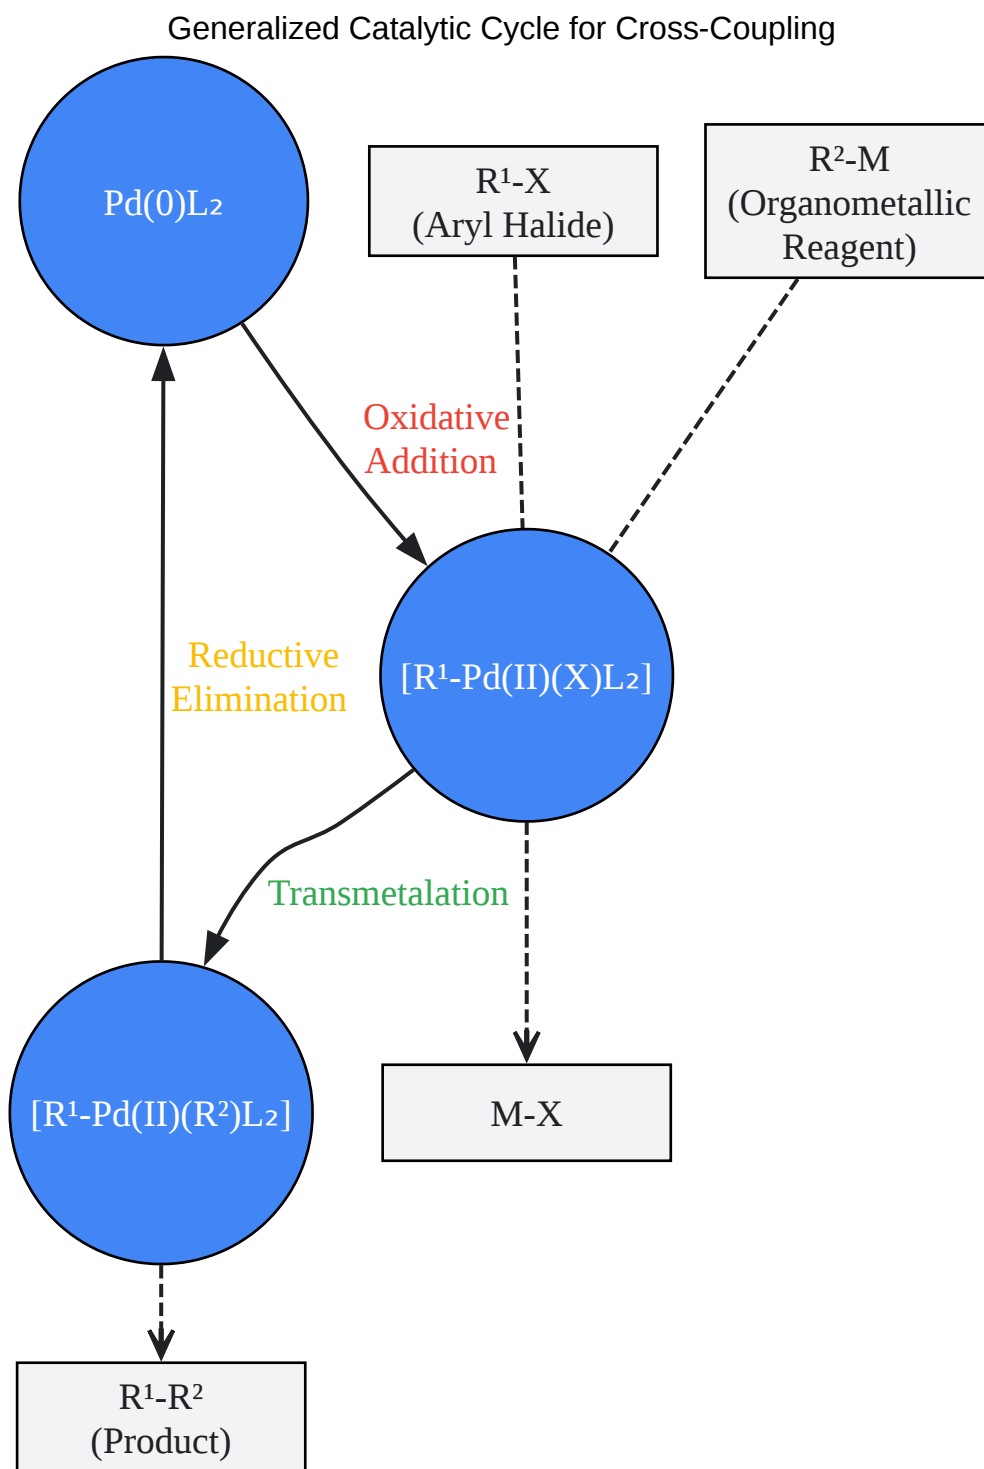 Generalized Catalytic Cycle for Cross-Coupling
Pd(0)L₂
R¹-X
(Aryl Halide)
R²-M
(Organometallic
Reagent)
Oxidative
Addition
Reductive
Elimination
[R¹-Pd(II)(X)L₂]
Transmetalation
[R¹-Pd(II)(R²)L₂]
M-X
R¹-R²
(Product)